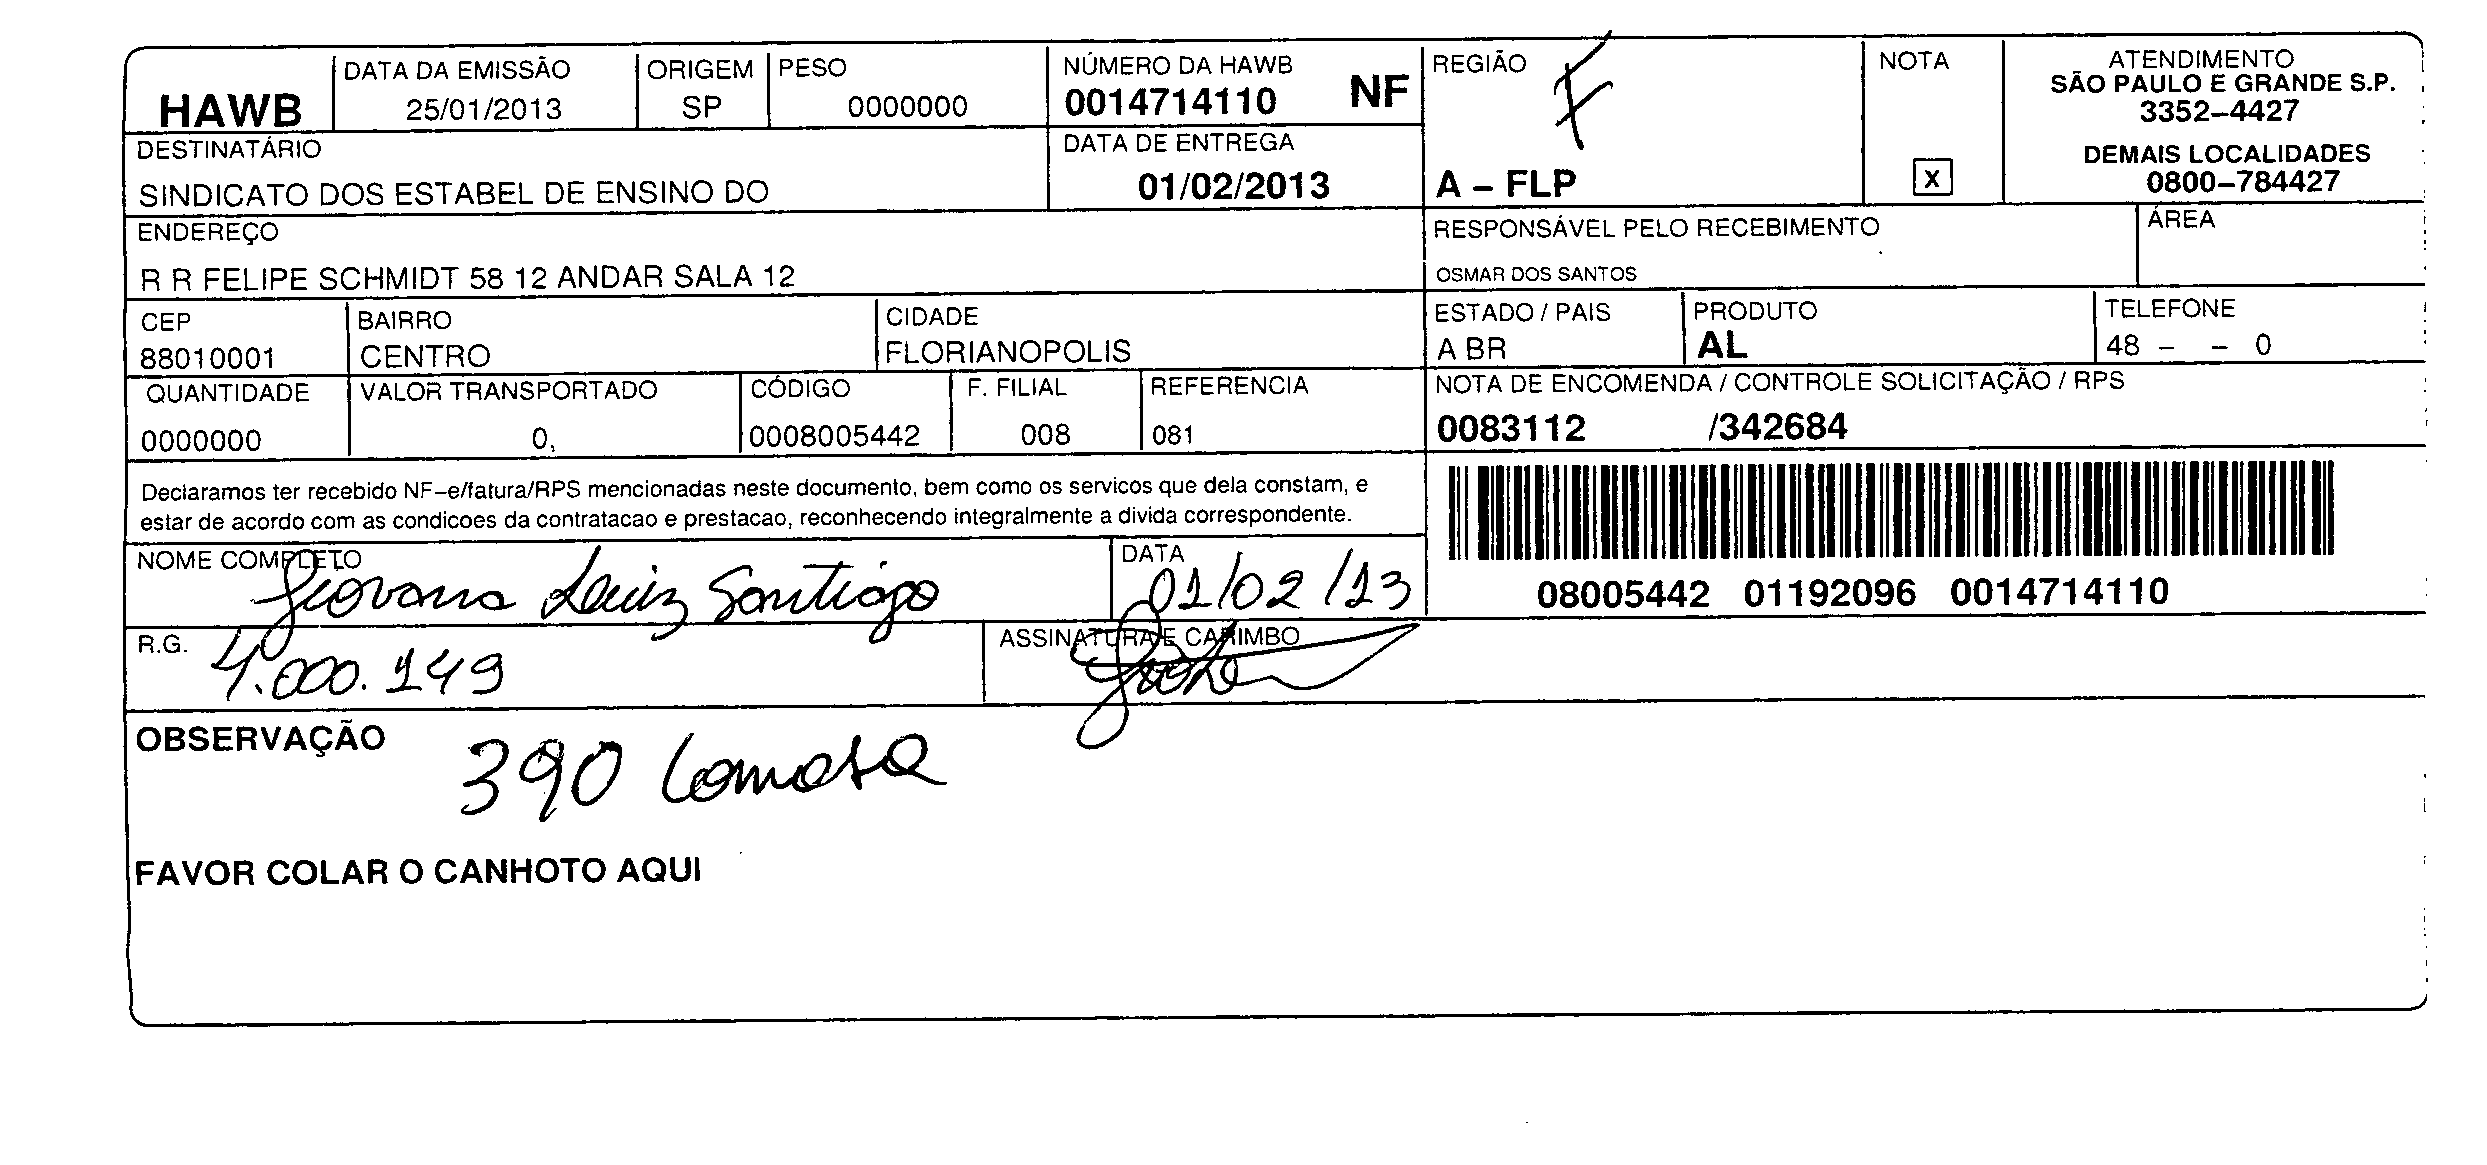 HAWB
DATA DA EMISSÃO
25/01/2013
ORIGEM
SP
PESO
0000000
NÚMERO DA HAWB
0014714110 NF
REGIÃO
A – FLP
NOTA
X
ATENDIMENTO
SÃO PAULO E GRANDE S.P.
3352–4427
DEMAIS LOCALIDADES
0800–784427
DESTINATÁRIO
SINDICATO DOS ESTABEL DE ENSINO DO
DATA DE ENTREGA
01/02/2013
ENDEREÇO
R R FELIPE SCHMIDT 58 12 ANDAR SALA 12
RESPONSÁVEL PELO RECEBIMENTO
OSMAR DOS SANTOS
ÁREA
CEP
88010001
BAIRRO
CENTRO
CIDADE
FLORIANOPOLIS
ESTADO / PAIS
A BR
PRODUTO
AL
TELEFONE
48 – – 0
QUANTIDADE
0000000
VALOR TRANSPORTADO
0,
CÓDIGO
0008005442
F. FILIAL
008
REFERENCIA
081
NOTA DE ENCOMENDA / CONTROLE SOLICITAÇÃO / RPS
0083112 /342684
Declaramos ter recebido NF–e/fatura/RPS mencionadas neste documento, bem como os servicos que dela constam, e
estar de acordo com as condicoes da contratacao e prestacao, reconhecendo integralmente a divida correspondente.
08005442 01192096 0014714110
NOME COMPLETO
Giovana Luiz Santiago
DATA
01/02/13
R.G.
4.000.149
ASSINATURA E CARIMBO
OBSERVAÇÃO
390
FAVOR COLAR O CANHOTO AQUI